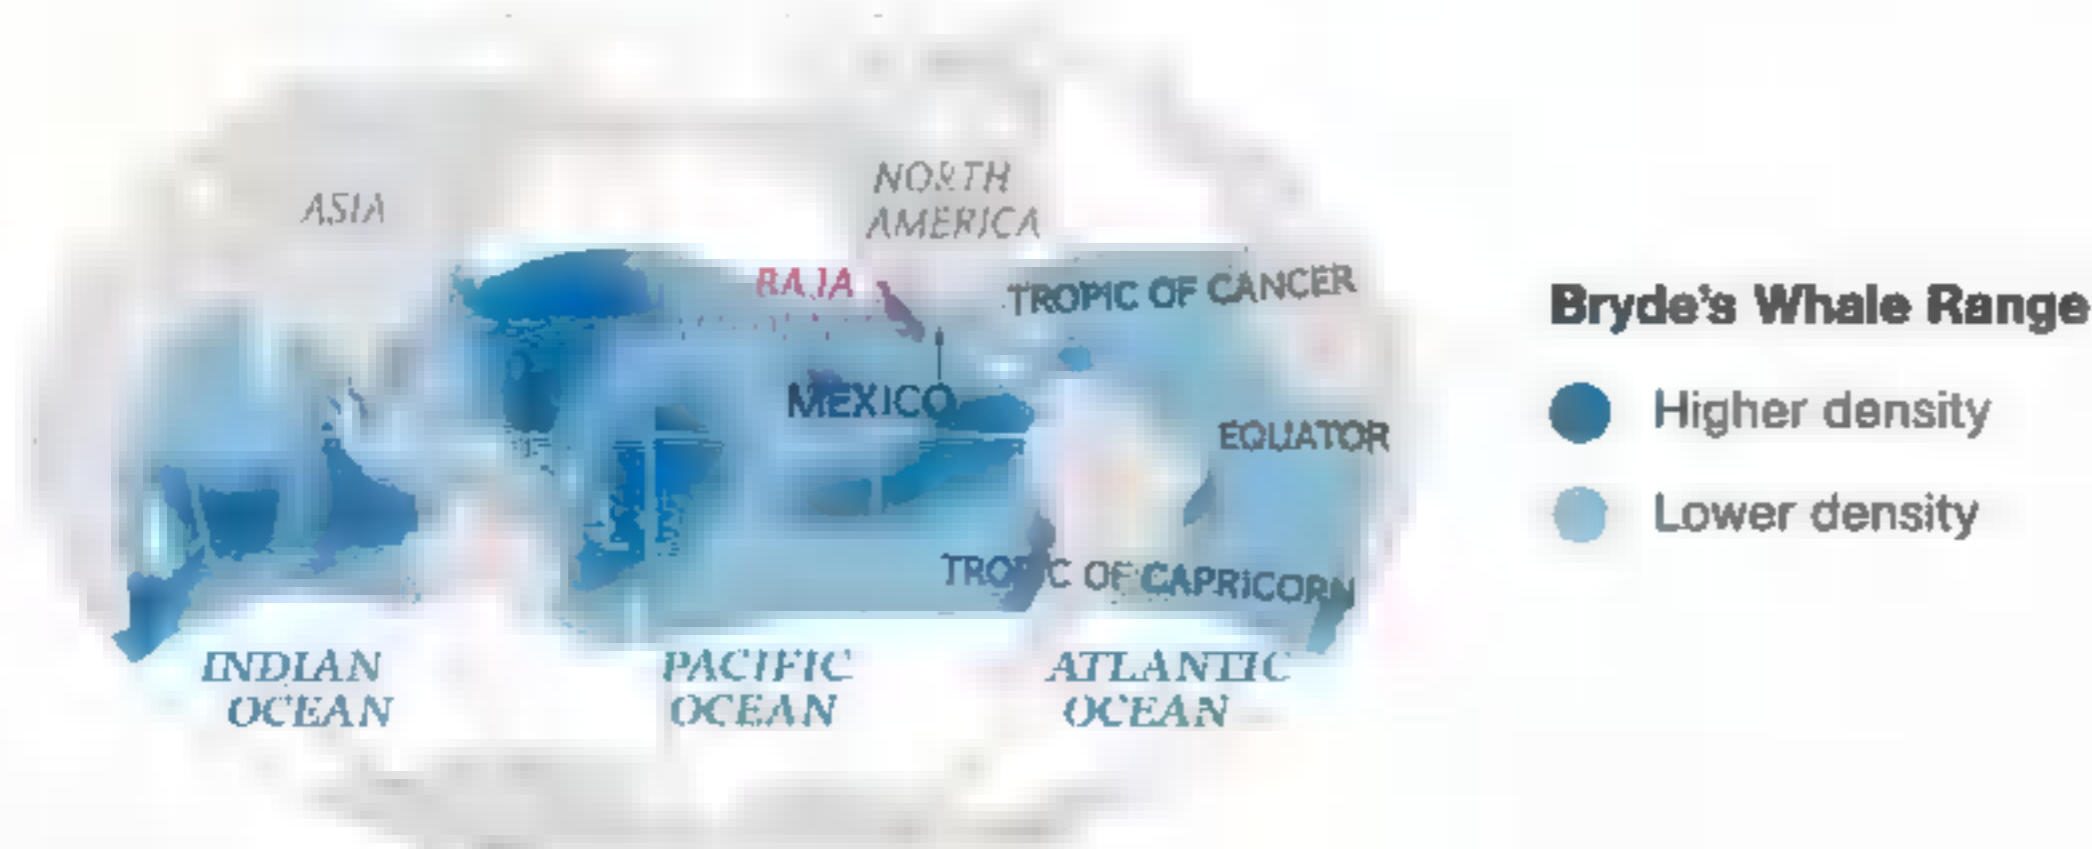 ASIA
NORTH
AMERICA
BAJA
TROPIC OF CANCER
MEXICO
EQUATOR
TROPIC OF CAPRICORN
INDIAN
OCEAN
PACIFIC
OCEAN
ATLANTIC
OCEAN
Bryde's Whale Range
Higher density
Lower density